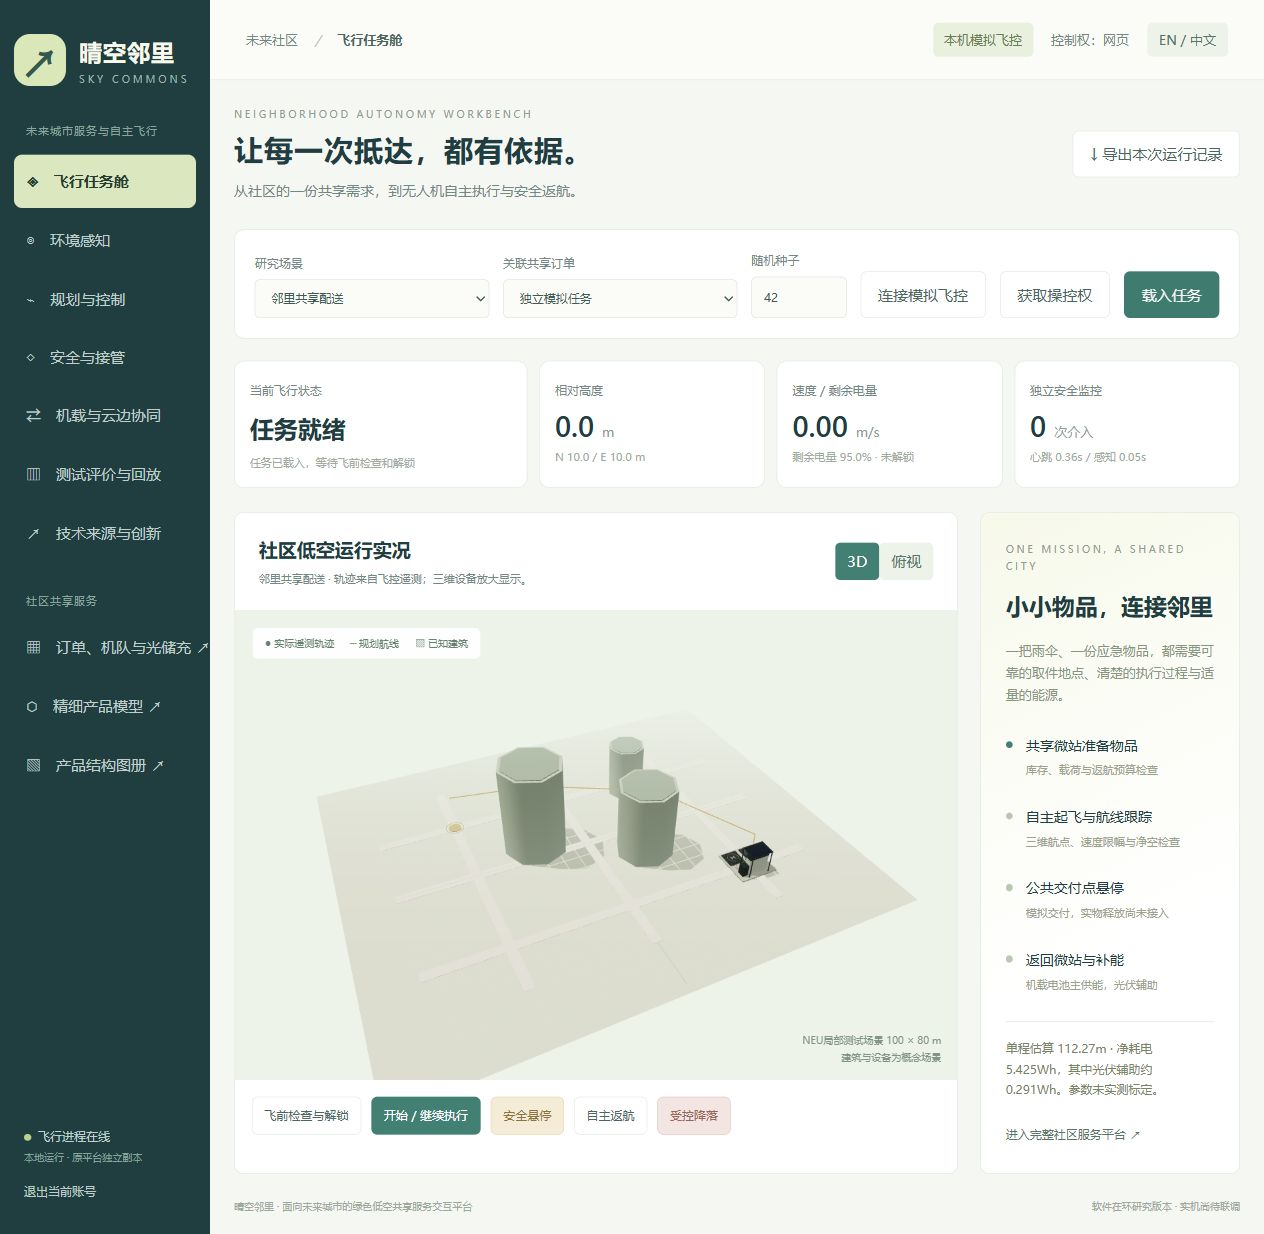 晴空邻里
SKY COMMONS
未来城市服务与自主飞行
飞行任务舱
环境感知
规划与控制
安全与接管
机载与云边协同
测试评价与回放
技术来源与创新
社区共享服务
订单、机队与光储充 ↗
精细产品模型 ↗
产品结构图册 ↗
飞行进程在线
本地运行 · 原平台独立副本
退出当前账号
未来社区 / 飞行任务舱
本机模拟飞控
控制权：网页
EN / 中文
NEIGHBORHOOD AUTONOMY WORKBENCH
让每一次抵达，都有依据。
从社区的一份共享需求，到无人机自主执行与安全返航。
↓导出本次运行记录
研究场景
邻里共享配送
关联共享订单
独立模拟任务
随机种子
42
连接模拟飞控
获取操控权
载入任务
当前飞行状态
任务就绪
任务已载入，等待飞前检查和解锁
相对高度
0.0 m
N 10.0 / E 10.0 m
速度 / 剩余电量
0.00 m/s
剩余电量 95.0% · 未解锁
独立安全监控
0 次介入
心跳 0.36s / 感知 0.05s
社区低空运行实况
邻里共享配送 · 轨迹来自飞控遥测；三维设备放大显示。
3D
俯视
● 实际遥测轨迹
─ 规划航线
▧ 已知建筑
NEU局部测试场景 100 × 80 m
建筑与设备为概念场景
飞前检查与解锁
开始 / 继续执行
安全悬停
自主返航
受控降落
ONE MISSION, A SHARED
CITY
小小物品，连接邻里
一把雨伞、一份应急物品，都需要可
靠的取件地点、清楚的执行过程与适
量的能源。
共享微站准备物品
库存、载荷与返航预算检查
自主起飞与航线跟踪
三维航点、速度限幅与净空检查
公共交付点悬停
模拟交付，实物释放尚未接入
返回微站与补能
机载电池主供能，光伏辅助
单程估算 112.27m · 净耗电
5.425Wh，其中光伏辅助约
0.291Wh。参数未实测标定。
进入完整社区服务平台 ↗
晴空邻里 · 面向未来城市的绿色低空共享服务交互平台
软件在环研究版本 · 实机尚待联调